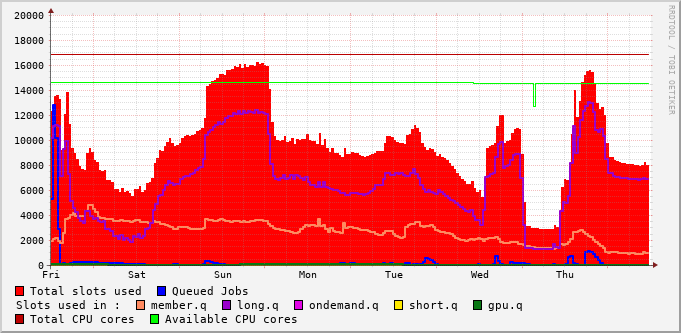 20000
18000
16000
14000
12000
10000
8000
6000
4000
2000
0
Fri Sat Sun Mon Tue Wed Thu
RRDTOOL / TOBI OETIKER
Total slots used Queued Jobs
Slots used in : member.q long.q ondemand.q short.q gpu.q
Total CPU cores Available CPU cores